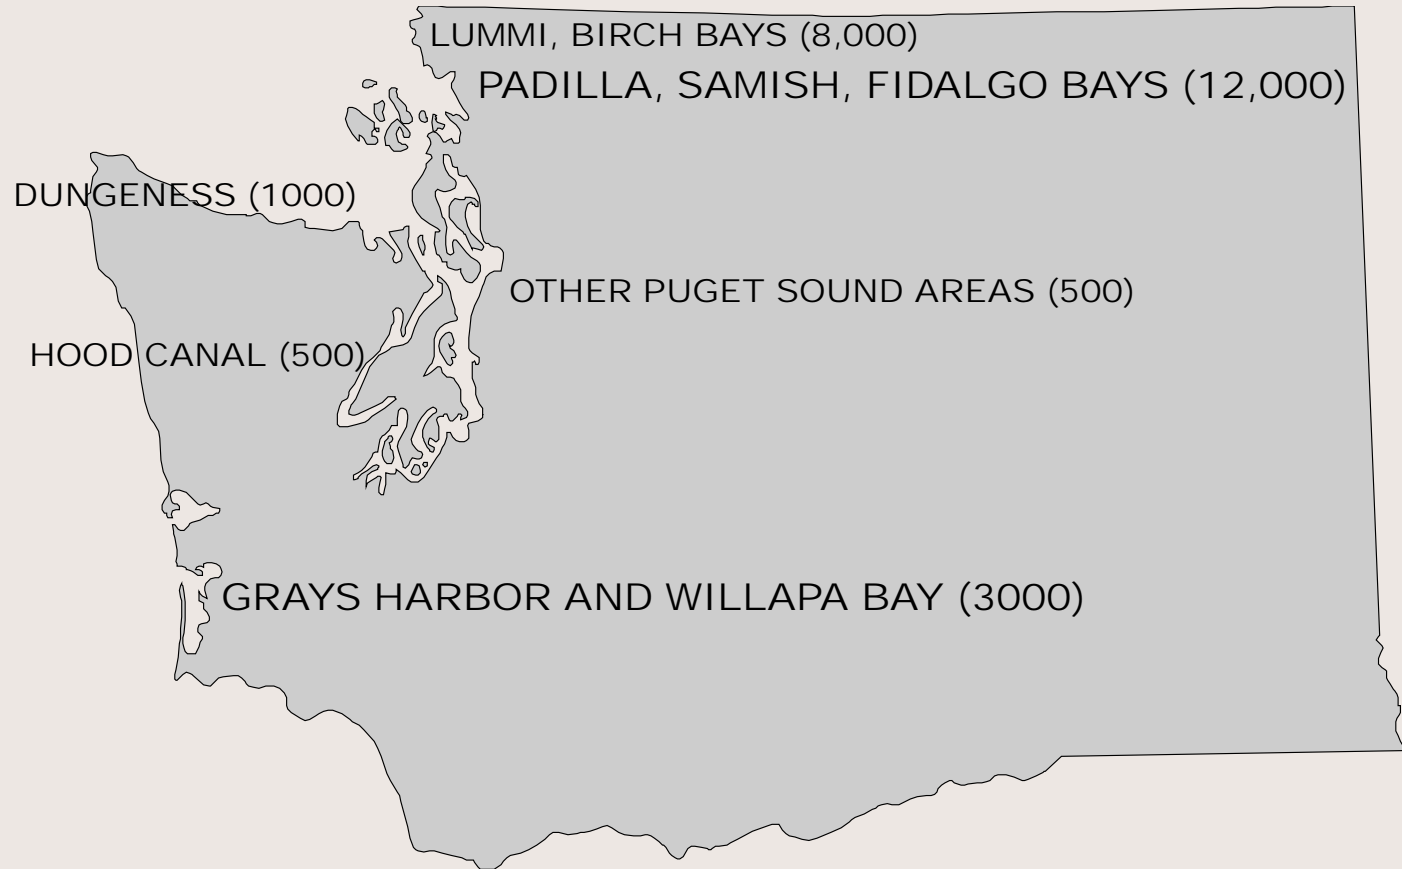 LUMMI, BIRCH BAYS (8,000)
PADILLA, SAMISH, FIDALGO BAYS (12,000)
DUNGENESS (1000)
OTHER PUGET SOUND AREAS (500)
HOOD CANAL (500)
GRAYS HARBOR AND WILLAPA BAY (3000)